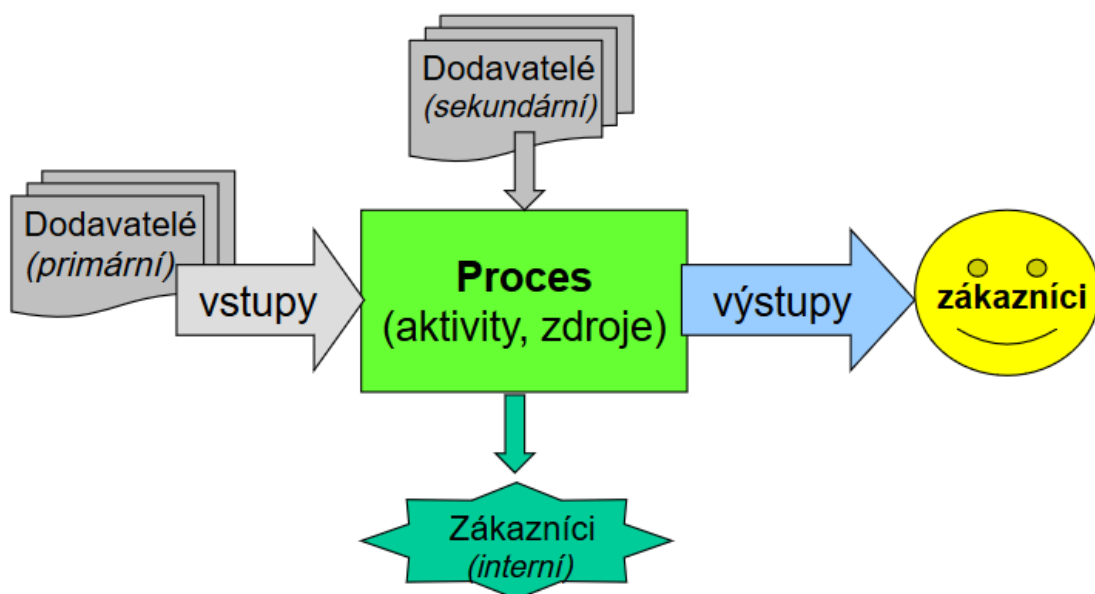 Dodavatelé
(sekundární)
Dodavatelé
(primární)
vstupy
Proces
(aktivity, zdroje)
výstupy
zákazníci
Zákazníci
(interní)